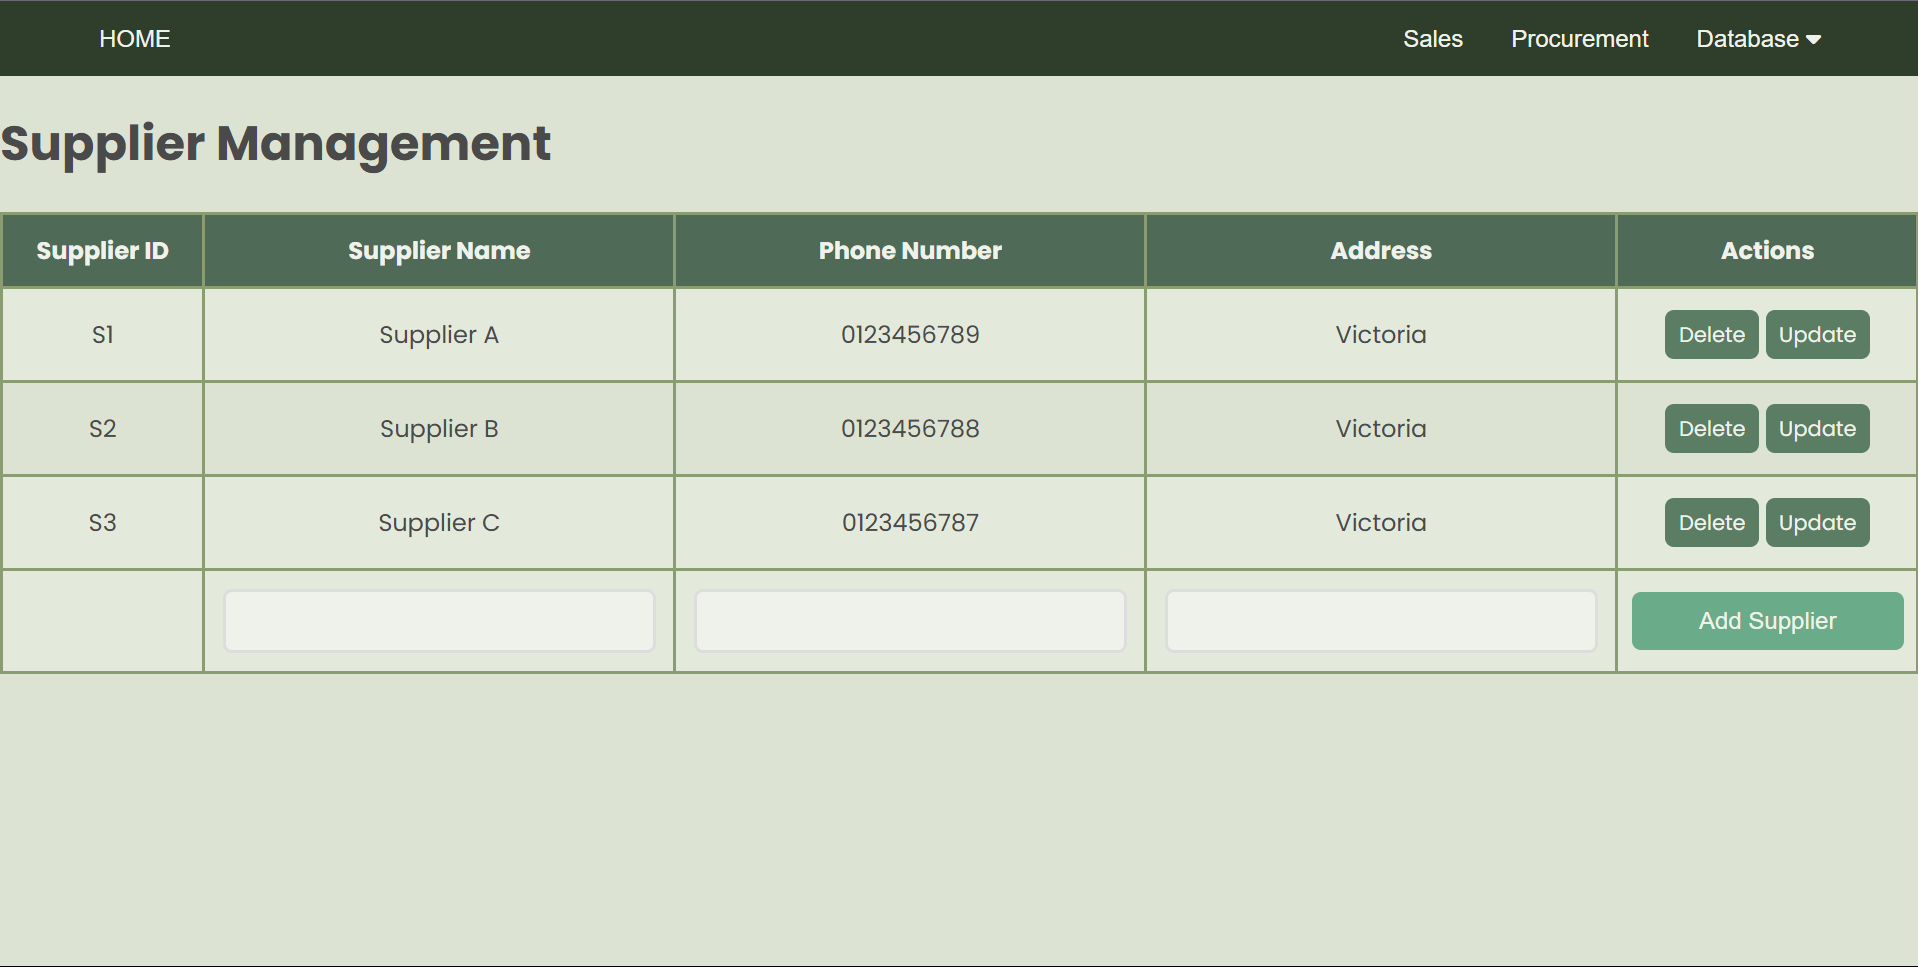 HOME Sales Procurement Database
Supplier Management
Supplier ID Supplier Name Phone Number Address Actions
S1 Supplier A 0123456789 Victoria Delete Update
S2 Supplier B 0123456788 Victoria Delete Update
S3 Supplier C 0123456787 Victoria Delete Update
Add Supplier